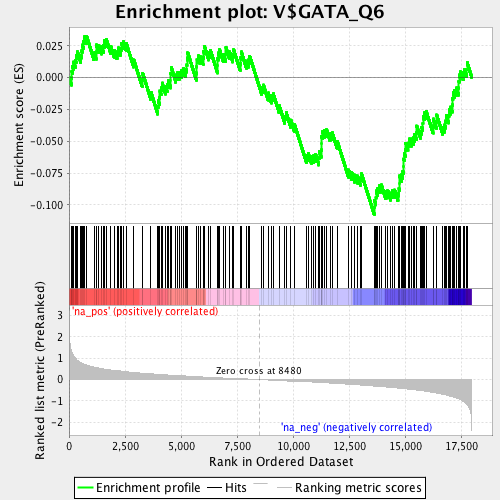 Enrichment plot: V$GATA_Q6
Enrichment score (ES)
0.025
0.000
-0.025
-0.050
-0.075
-0.100
'na_pos' (positively correlated)
Ranked list metric (PreRanked)
3
2
1
0
-1
-2
Zero cross at 8480
'na_neg' (negatively correlated)
0
2,500
5,000
7,500
10,000
12,500
15,000
17,500
Rank in Ordered Dataset
Enrichment profile
Hits
Ranking metric scores